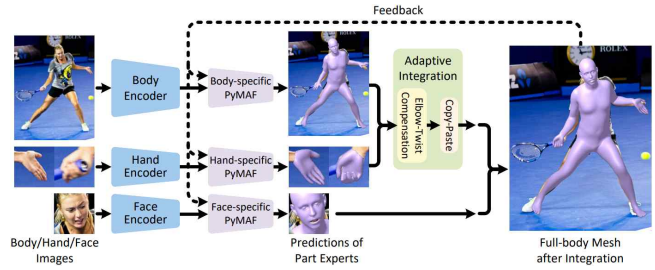 Feedback
Body
Encoder
Body-specific
PyMAF
Adaptive
Integration
Elbow-Twist
Compensation
Copy-Paste
Hand
Encoder
Hand-specific
PyMAF
Face
Encoder
Face-specific
PyMAF
Body/Hand/Face
Images
Predictions of
Part Experts
Full-body Mesh
after Integration
ROLEX
ROLEX